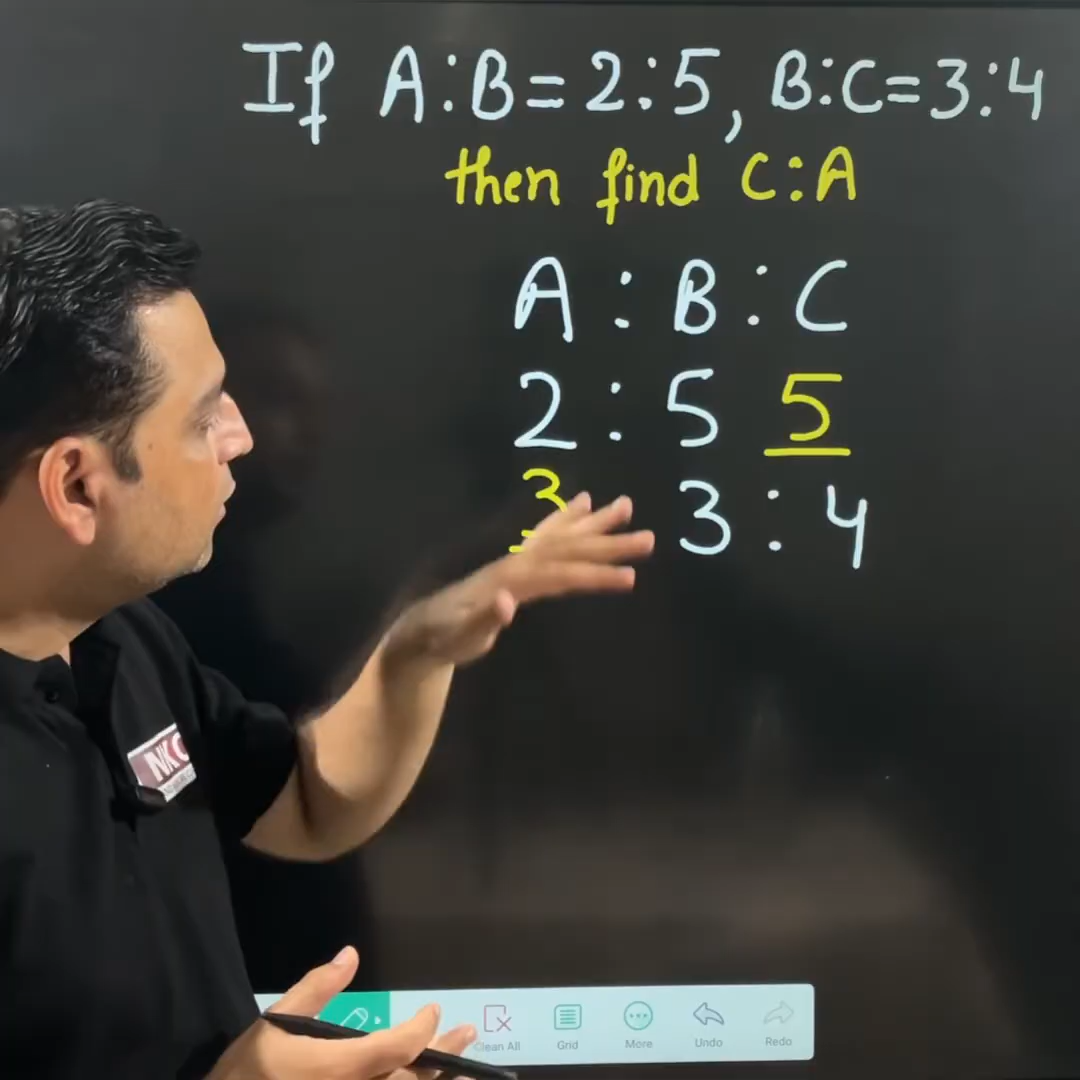 If A:B=2:5, B:C=3:4
then find C:A
A : B : C
2 : 5 5
3 3 : 4
NKC
Clean All Grid More Undo Redo